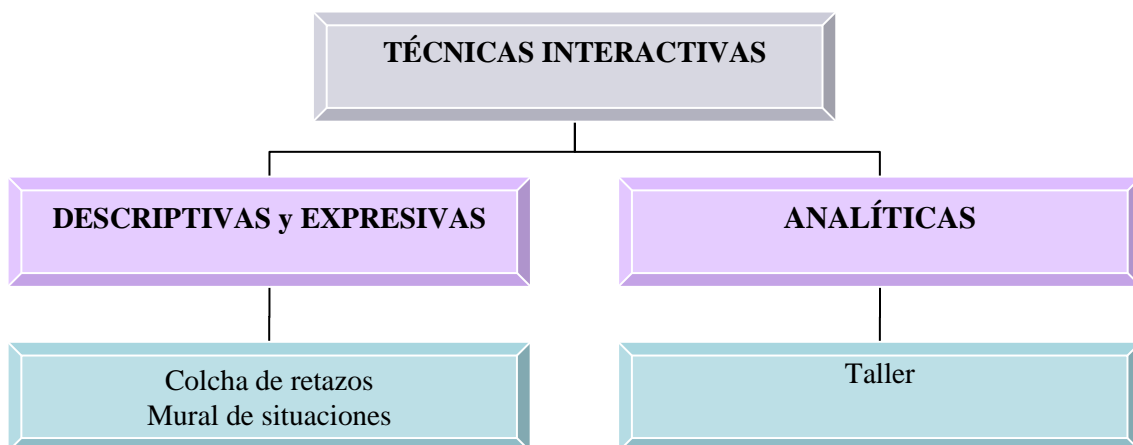 TÉCNICAS INTERACTIVAS
DESCRIPTIVAS y EXPRESIVAS
ANALÍTICAS
Colcha de retazos
Mural de situaciones
Taller